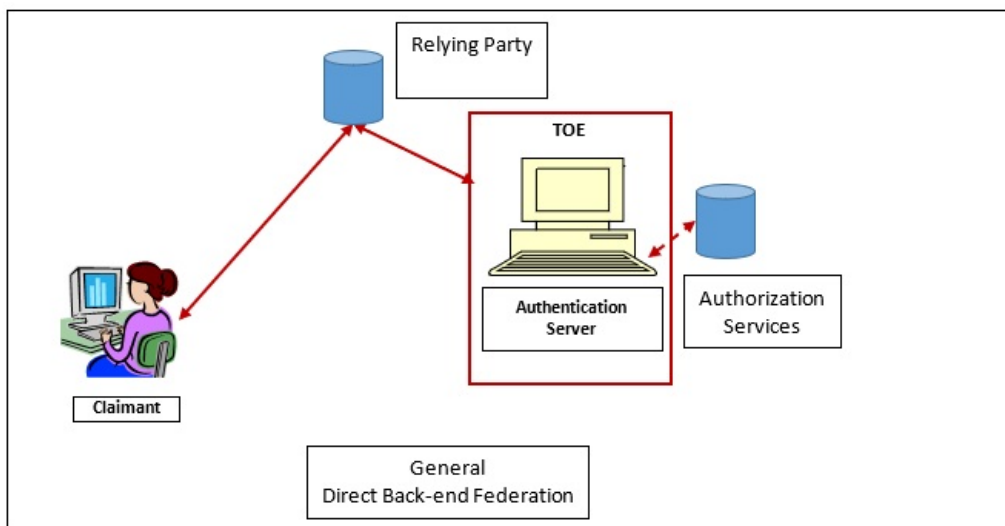 Relying Party
TOE
Authentication
Server
Authorization
Services
Claimant
General
Direct Back-end Federation